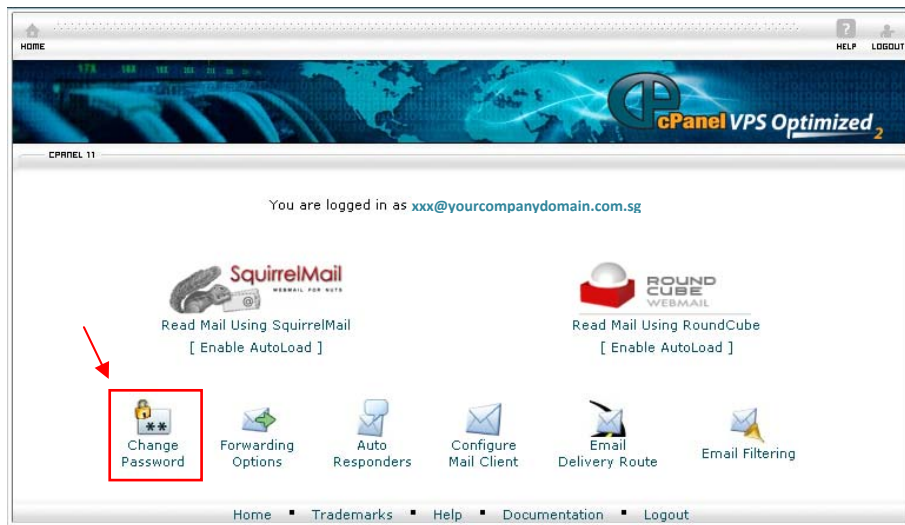 HOME
?
HELP LOGOUT
cPanel VPS Optimized 2
CPANEL 11
You are logged in as xxx@yourcompanydomain.com.sg
SquirrelMail
WEBMAIL FOR NUTS
@
ROUND
CUBE
WEBMAIL
Read Mail Using SquirrelMail
Read Mail Using RoundCube
[ Enable AutoLoad ]
[ Enable AutoLoad ]
**
Change
Password
Forwarding
Options
Auto
Responders
Configure
Mail Client
Email
Delivery Route
Email Filtering
Home ▪ Trademarks ▪ Help ▪ Documentation ▪ Logout